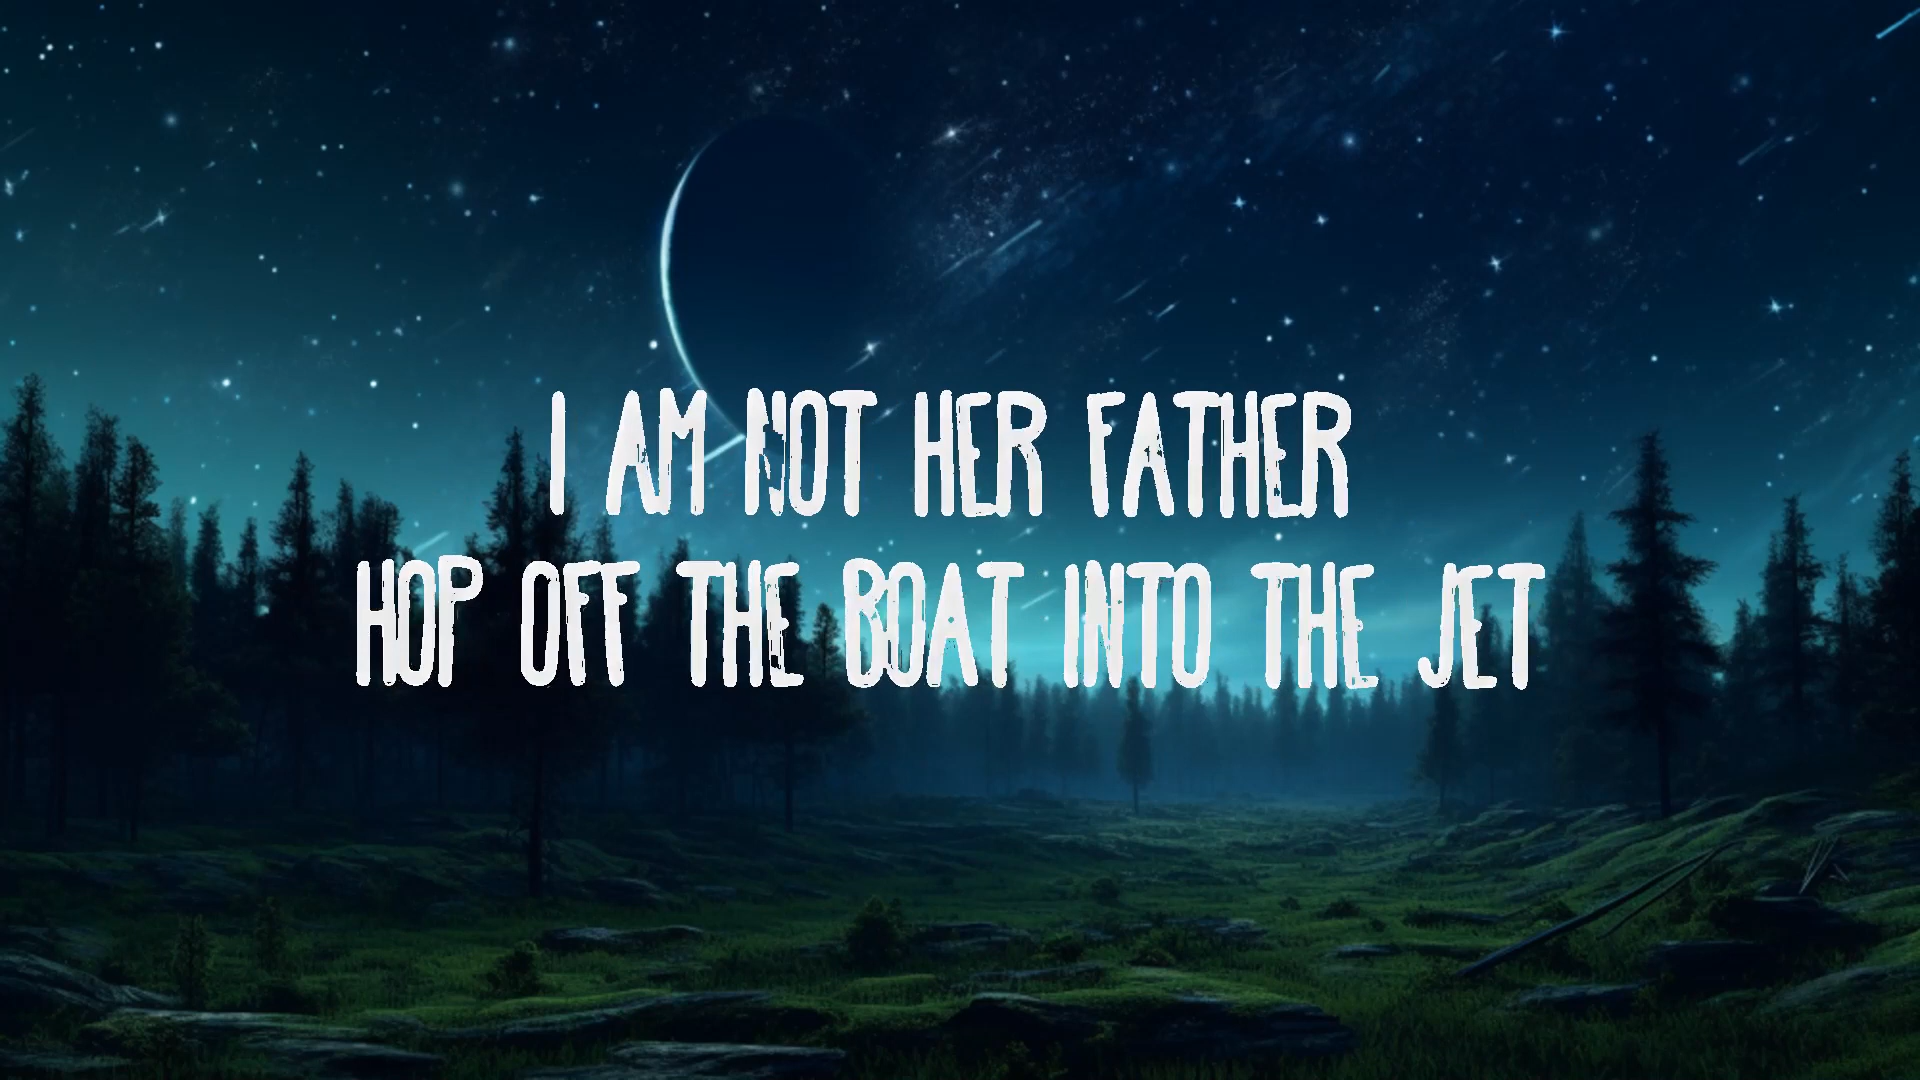 I AM NOT HER FATHER
HOP OFF THE BOAT INTO THE JET